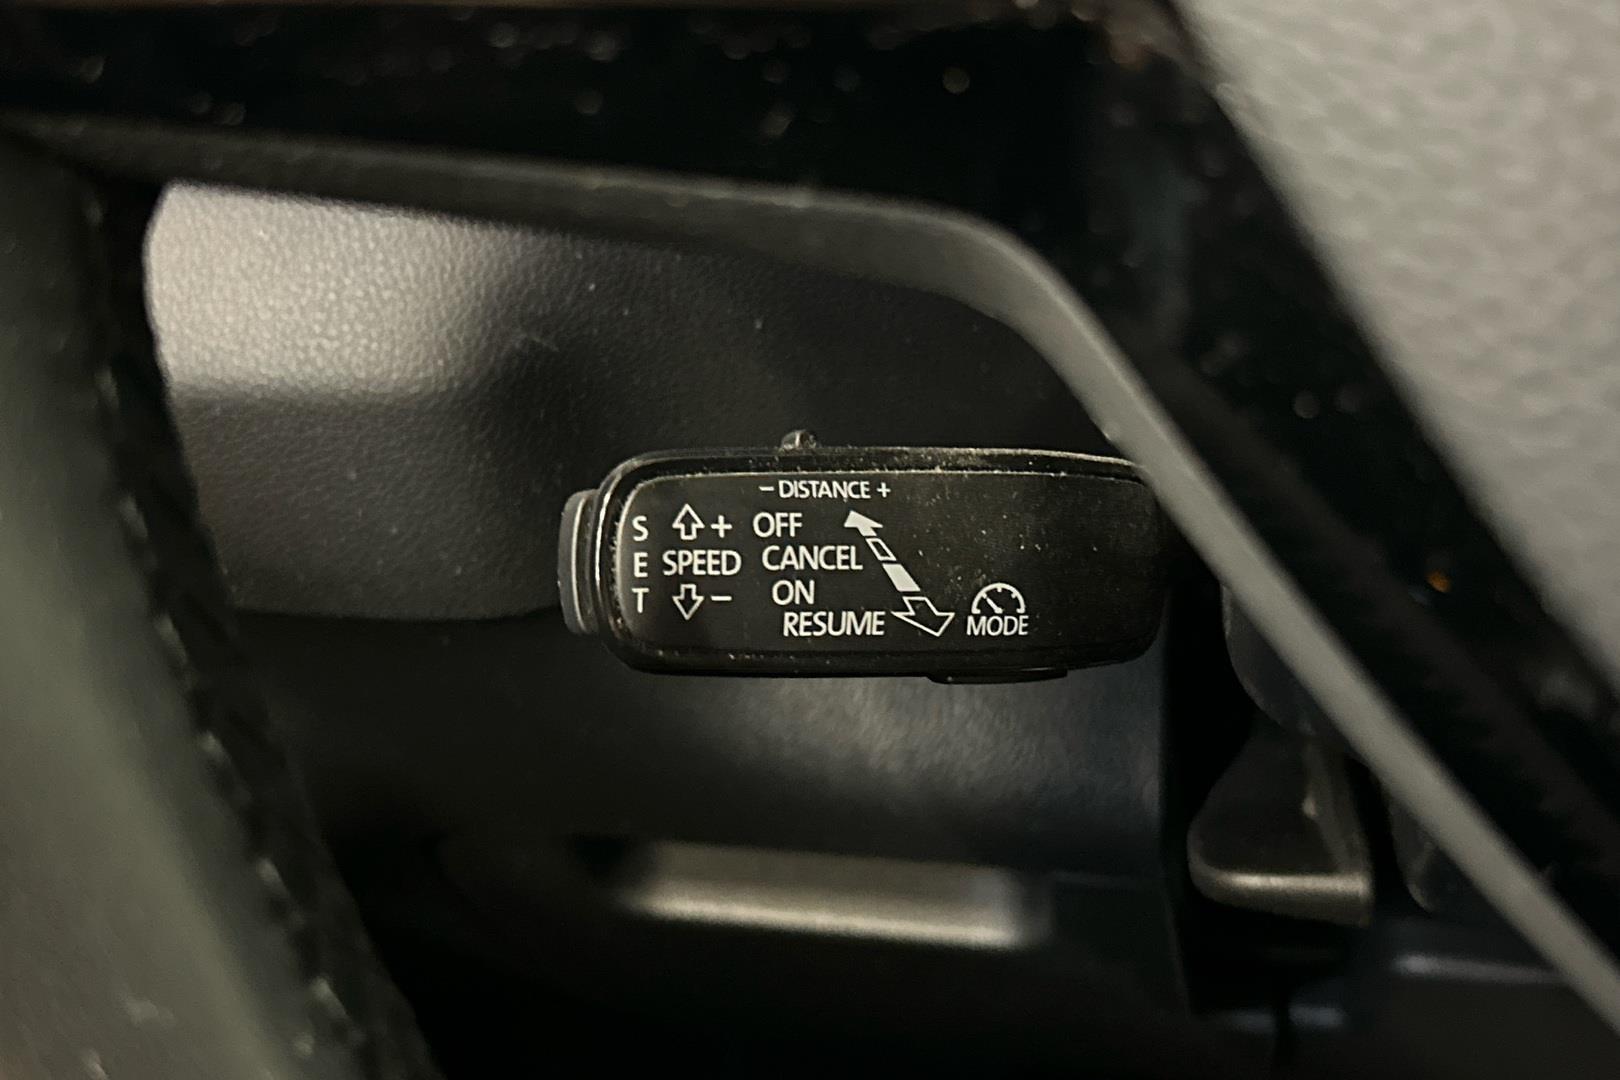 – DISTANCE +
S + OFF
E SPEED CANCEL
T – ON
RESUME MODE